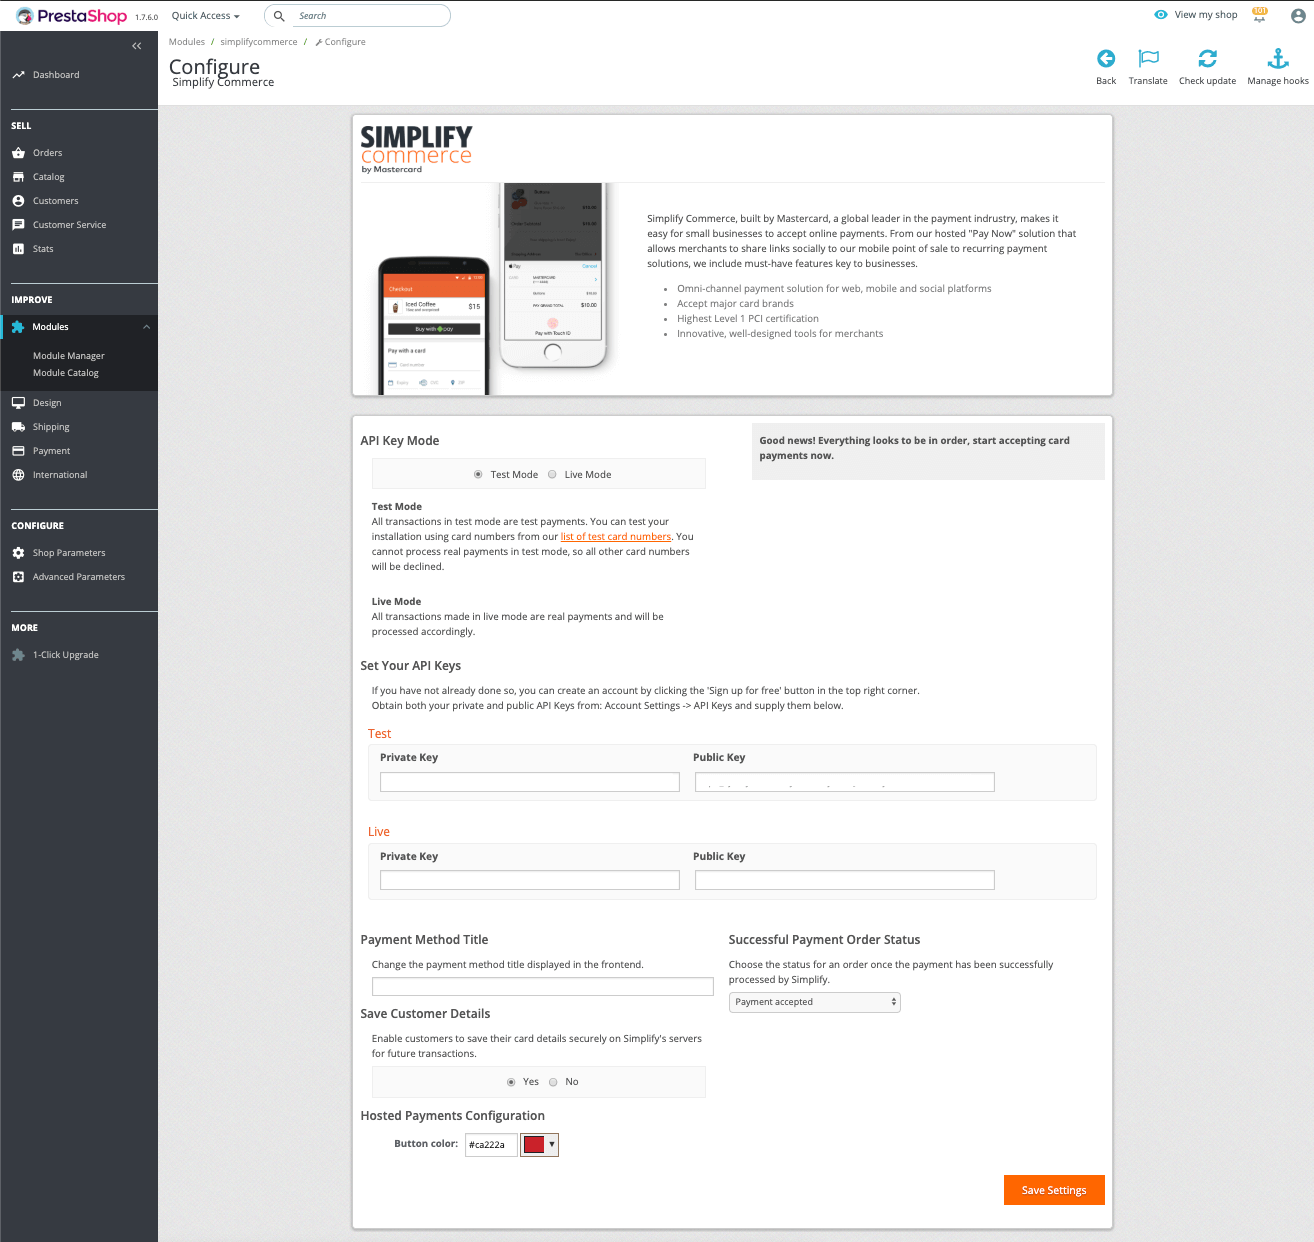 PrestaShop 1.7.6.0 Quick Access Search View my shop 101
Modules / simplifycommerce / Configure
Configure
Simplify Commerce
Back Translate Check update Manage hooks
Dashboard
SELL
Orders
Catalog
Customers
Customer Service
Stats
IMPROVE
Modules
Module Manager
Module Catalog
Design
Shipping
Payment
International
CONFIGURE
Shop Parameters
Advanced Parameters
MORE
1-Click Upgrade
SIMPLIFY
commerce
by Mastercard
Checkout
Iced Coffee
$15
Buy with pay
Pay with a card
Card number
Pay Cancel
MASTERCARD
$10.00
PAY GRAND TOTAL $10.00
Pay with Touch ID
Simplify Commerce, built by Mastercard, a global leader in the payment indrustry, makes it
easy for small businesses to accept online payments. From our hosted "Pay Now" solution that
allows merchants to share links socially to our mobile point of sale to recurring payment
solutions, we include must-have features key to businesses.
Omni-channel payment solution for web, mobile and social platforms
Accept major card brands
Highest Level 1 PCI certification
Innovative, well-designed tools for merchants
API Key Mode
Test Mode Live Mode
Good news! Everything looks to be in order, start accepting card
payments now.
Test Mode
All transactions in test mode are test payments. You can test your
installation using card numbers from our list of test card numbers. You
cannot process real payments in test mode, so all other card numbers
will be declined.
Live Mode
All transactions made in live mode are real payments and will be
processed accordingly.
Set Your API Keys
If you have not already done so, you can create an account by clicking the 'Sign up for free' button in the top right corner.
Obtain both your private and public API Keys from: Account Settings -> API Keys and supply them below.
Test
Private Key Public Key
Live
Private Key Public Key
Payment Method Title
Change the payment method title displayed in the frontend.
Successful Payment Order Status
Choose the status for an order once the payment has been successfully
processed by Simplify.
Payment accepted
Save Customer Details
Enable customers to save their card details securely on Simplify's servers
for future transactions.
Yes No
Hosted Payments Configuration
Button color: #ca222a
Save Settings